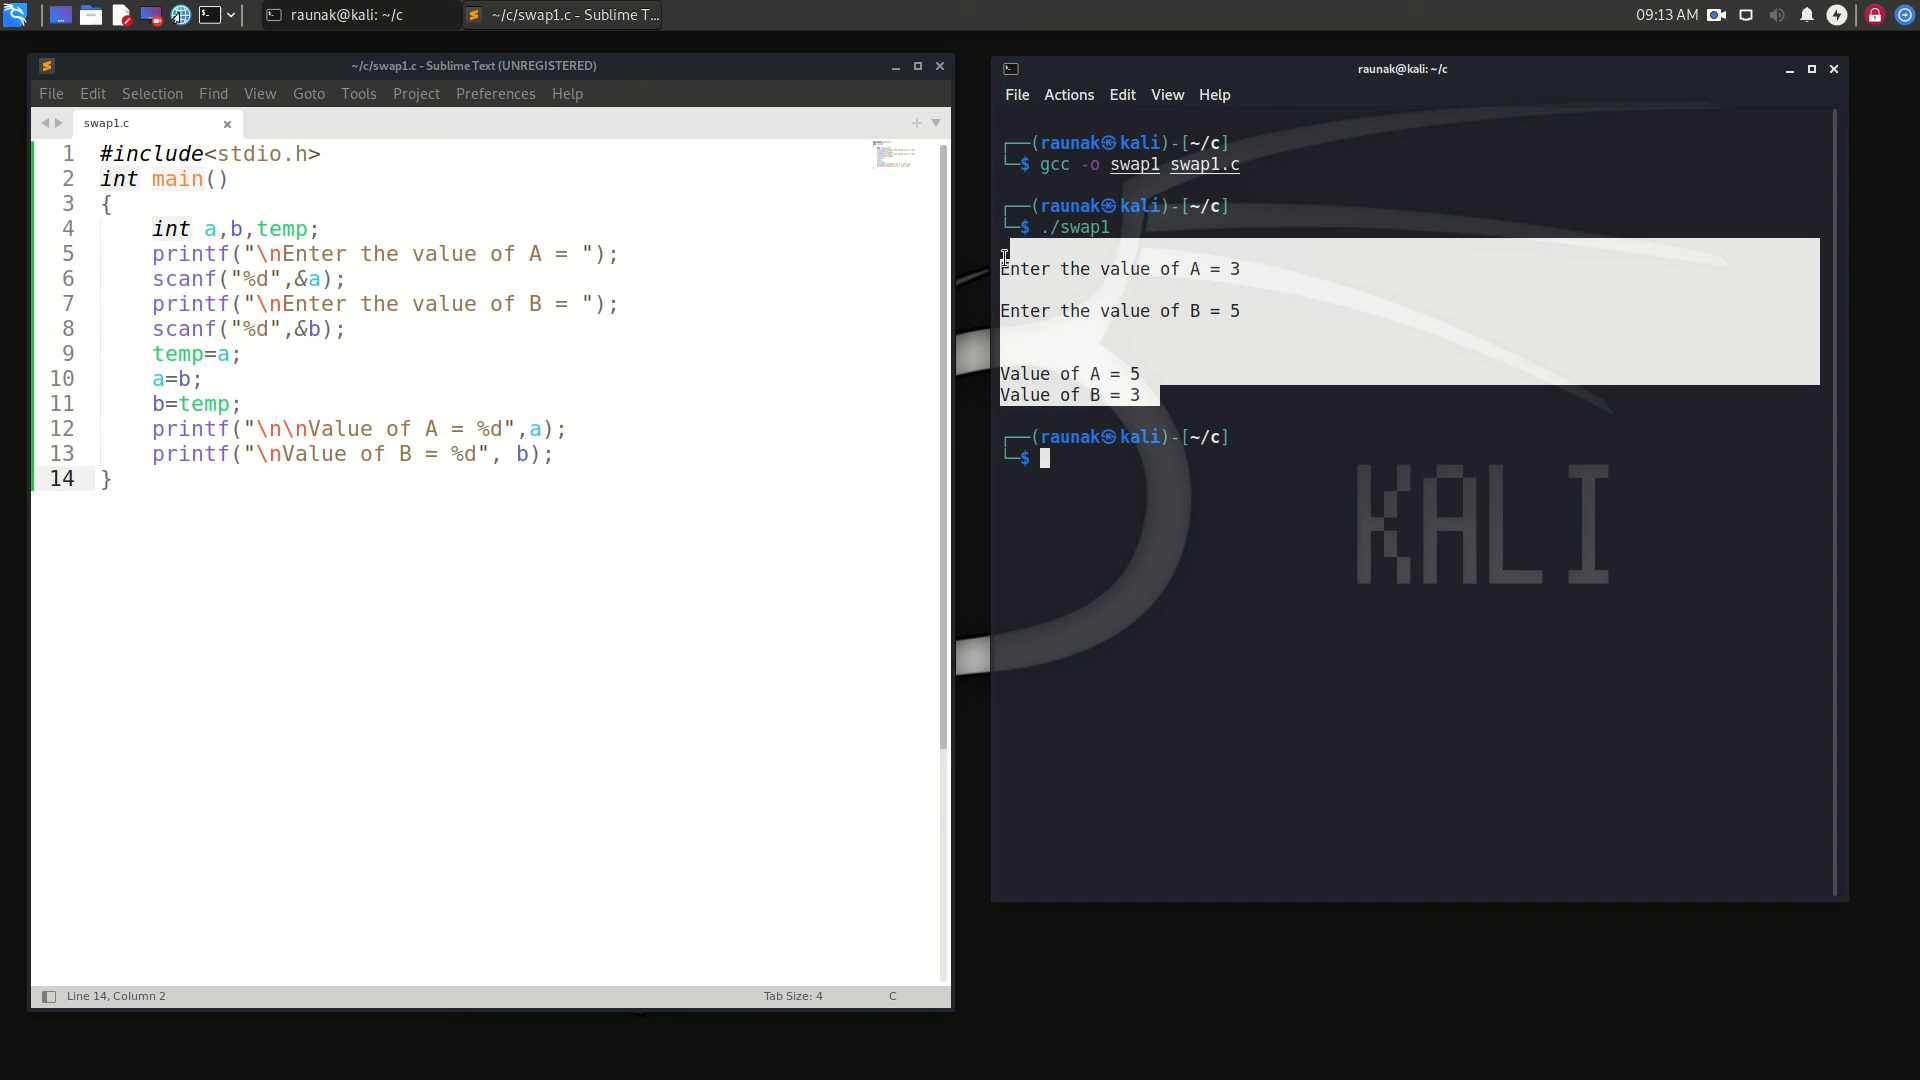 raunak@kali: ~/c
~/c/swap1.c - Sublime T...
09:13 AM
~/c/swap1.c - Sublime Text (UNREGISTERED)
File Edit Selection Find View Goto Tools Project Preferences Help
swap1.c
1 #include<stdio.h>
2 int main()
3 {
4 int a,b,temp;
5 printf("\nEnter the value of A = ");
6 scanf("%d",&a);
7 printf("\nEnter the value of B = ");
8 scanf("%d",&b);
9 temp=a;
10 a=b;
11 b=temp;
12 printf("\n\nValue of A = %d",a);
13 printf("\nValue of B = %d", b);
14 }
Line 14, Column 2
Tab Size: 4
C
raunak@kali: ~/c
File Actions Edit View Help
┌──(raunak㉿kali)-[~/c]
└─$ gcc -o swap1 swap1.c
┌──(raunak㉿kali)-[~/c]
└─$ ./swap1
Enter the value of A = 3
Enter the value of B = 5
Value of A = 5
Value of B = 3
┌──(raunak㉿kali)-[~/c]
└─$
KALI